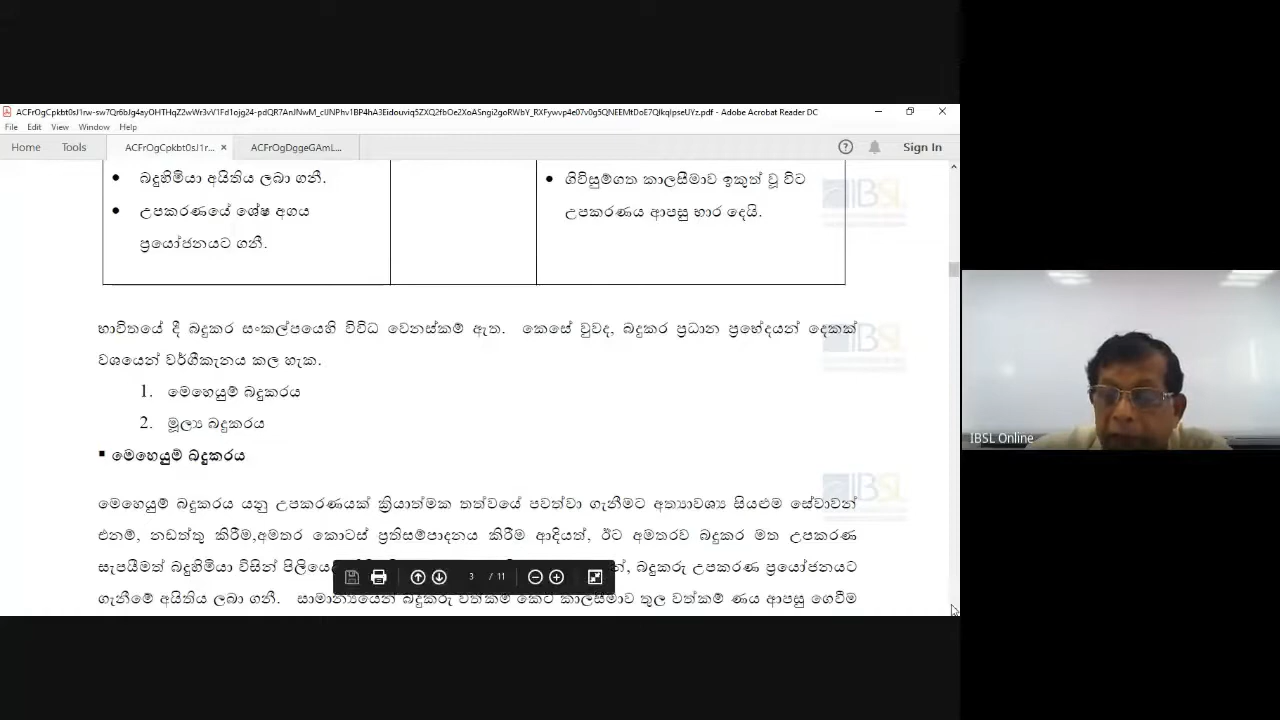 ACFrOgCpkbt0sJ1rw-sw7Qr6bJg4ayOHTHqZ2wWr3vV1Fd1ojg24-pdQR7AnJNwM_cIJNPhv1BP4hA3Eidouviq5ZXQ2fbOe2XoASngi2goRWbY_RXFywvp4e07v0g5QNEEMtDoE7QIkqIpseUYz.pdf - Adobe Acrobat Reader DC
File Edit View Window Help
Home Tools ACFrOgCpkbt0sJ1r... × ACFrOgDggeGAmL... Sign In
• බදුහිමියා අයිතිය ලබා ගනී.
• උපකරණයේ ශේෂ අගය
ප්‍රයෝජනයට ගනී.
• ගිවිසුම්ගත කාලසීමාව ඉකුත් වූ විට
උපකරණය ආපසු භාර දෙයි.
IBSL
භාවිතයේ දී බදුකර සංකල්පයෙහි විවිධ වෙනස්කම් ඇත. කෙසේ වුවද, බදුකර ප්‍රධාන ප්‍රභේදයන් දෙකක්
වශයෙන් වර්ගීකැනය කල හැක.
1. මෙහෙයුම් බදුකරය
2. මූල්‍ය බදුකරය
▪ මෙහෙයුම් බදුකරය
මෙහෙයුම් බදුකරය යනු උපකරණයක් ක්‍රියාත්මක තත්වයේ පවත්වා ගැනීමට අත්‍යාවශ්‍ය සියළුම සේවාවන්
එනම්, නඩත්තු කිරීම,අමතර කොටස් ප්‍රතිසම්පාදනය කිරීම ආදියත්, ඊට අමතරව බදුකර මත උපකරණ
සැපයීමත් බදුහිමියා විසින් බදුකරු උපකරණ ප්‍රයෝජනයට
ගැනීමේ අයිතිය ලබා ගනී. සාමාන්‍යයෙන් බදුකරු වත්කම් කෙටි කාලසීමාව තුල වත්කම් ණය ආපසු ගෙවීම
3 / 11
IBSL Online